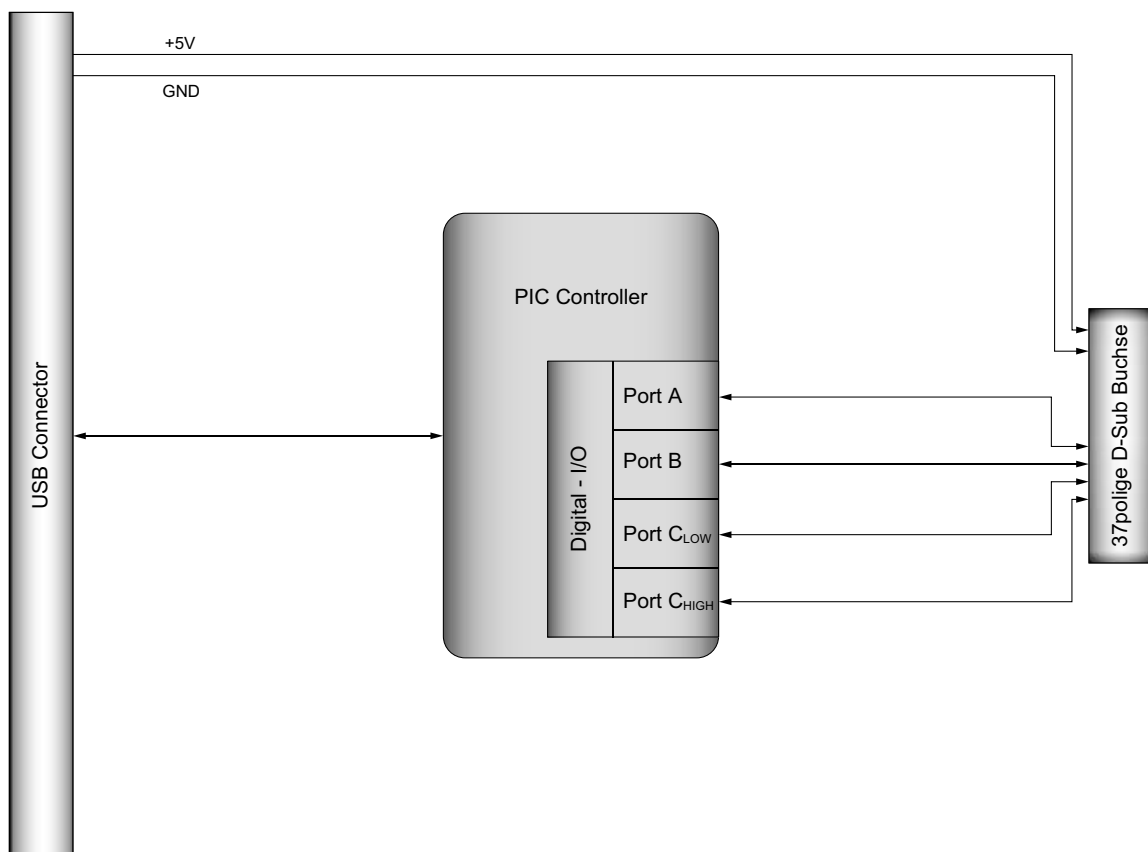 +5V
GND
USB Connector
PIC Controller
Digital - I/O
Port A
Port B
Port CLOW
Port CHIGH
37polige D-Sub Buchse